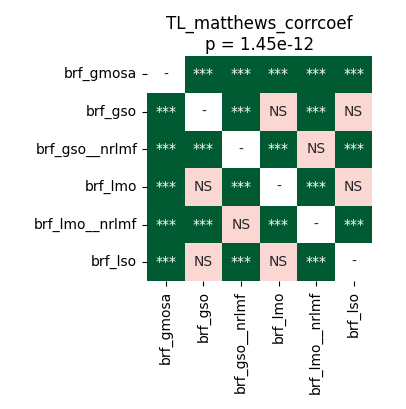 TL_matthews_corrcoef
p = 1.45e-12
brf_gmosa - *** *** *** *** ***
brf_gso *** - *** NS *** NS
brf_gso__nrlmf *** *** - *** NS ***
brf_lmo *** NS *** - *** NS
brf_lmo__nrlmf *** *** NS *** - ***
brf_lso *** NS *** NS *** -
brf_gmosa
brf_gso
brf_gso__nrlmf
brf_lmo
brf_lmo__nrlmf
brf_lso